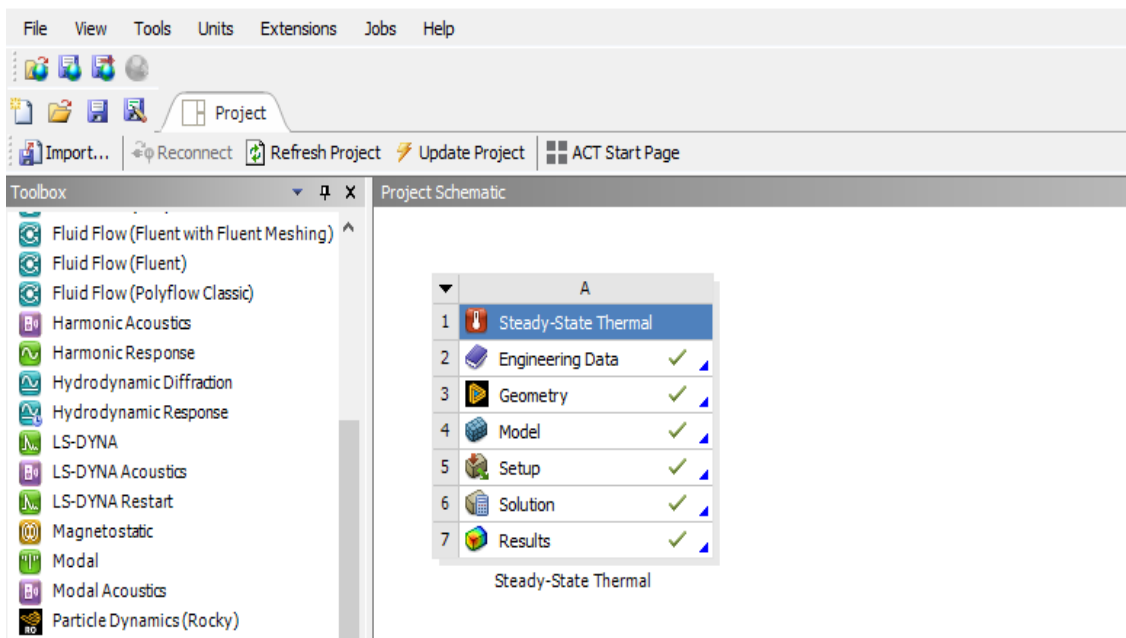 File View Tools Units Extensions Jobs Help
Project
Import... Reconnect Refresh Project Update Project ACT Start Page
Toolbox
Fluid Flow (Fluent with Fluent Meshing)
Fluid Flow (Fluent)
Fluid Flow (Polyflow Classic)
Harmonic Acoustics
Harmonic Response
Hydrodynamic Diffraction
Hydrodynamic Response
LS-DYNA
LS-DYNA Acoustics
LS-DYNA Restart
Magnetostatic
Modal
Modal Acoustics
Particle Dynamics (Rocky)
Project Schematic
A
1 Steady-State Thermal
2 Engineering Data
3 Geometry
4 Model
5 Setup
6 Solution
7 Results
Steady-State Thermal